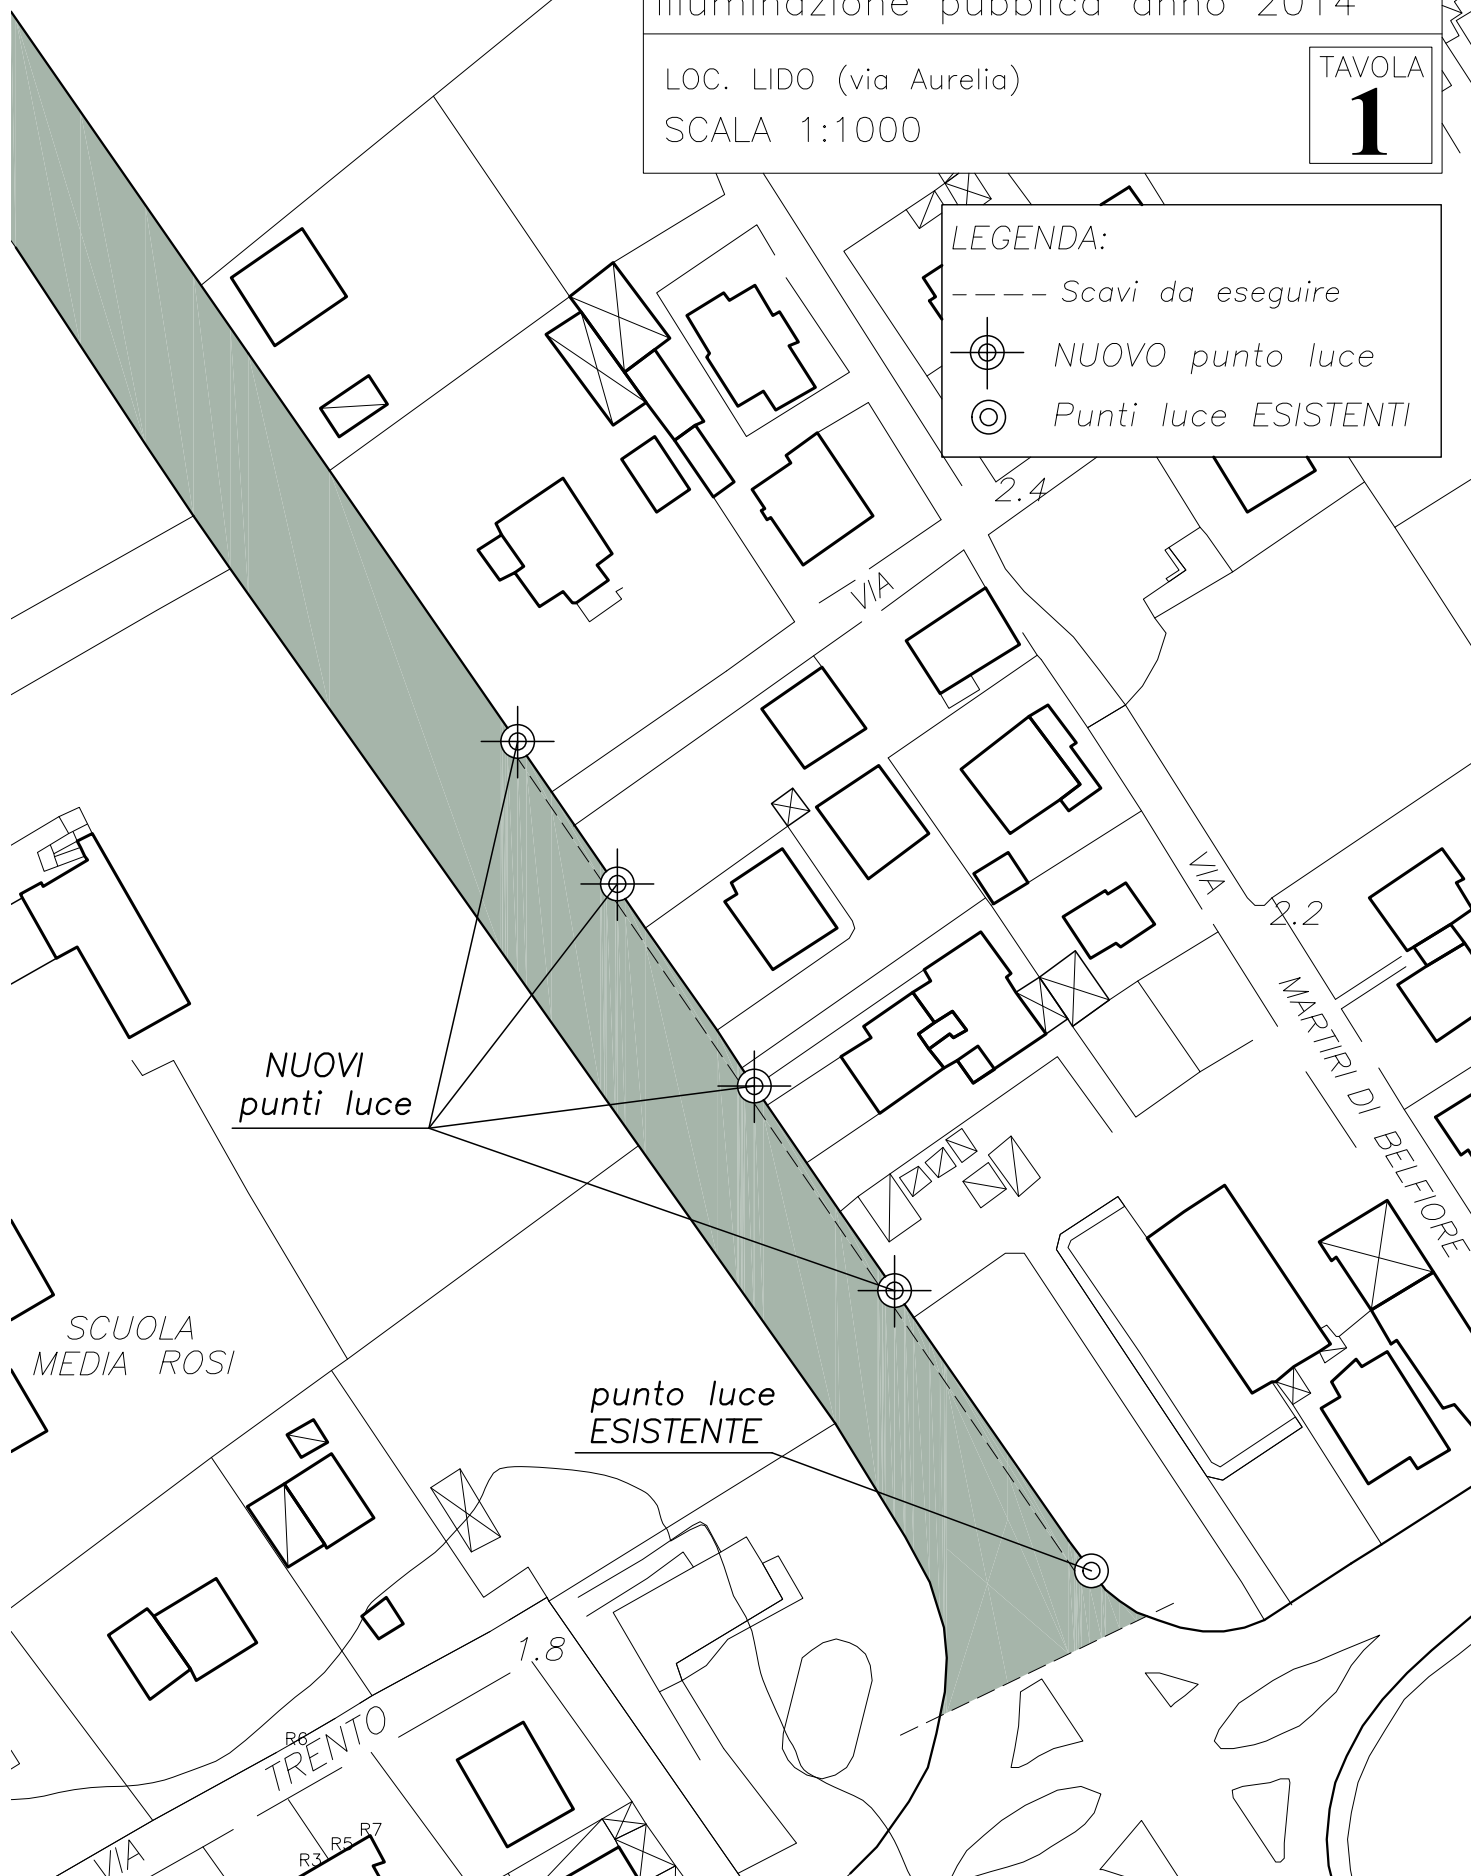 illuminazione pubblica anno 2014
LOC. LIDO (via Aurelia)
SCALA 1:1000
TAVOLA
1
LEGENDA:
Scavi da eseguire
NUOVO punto luce
Punti luce ESISTENTI
2.4
VIA
VIA
2.2
MARTIRI DI BELFIORE
NUOVI
punti luce
SCUOLA
MEDIA ROSI
punto luce
ESISTENTE
1.8
R6
TRENTO
VIA
R7
R5
R3